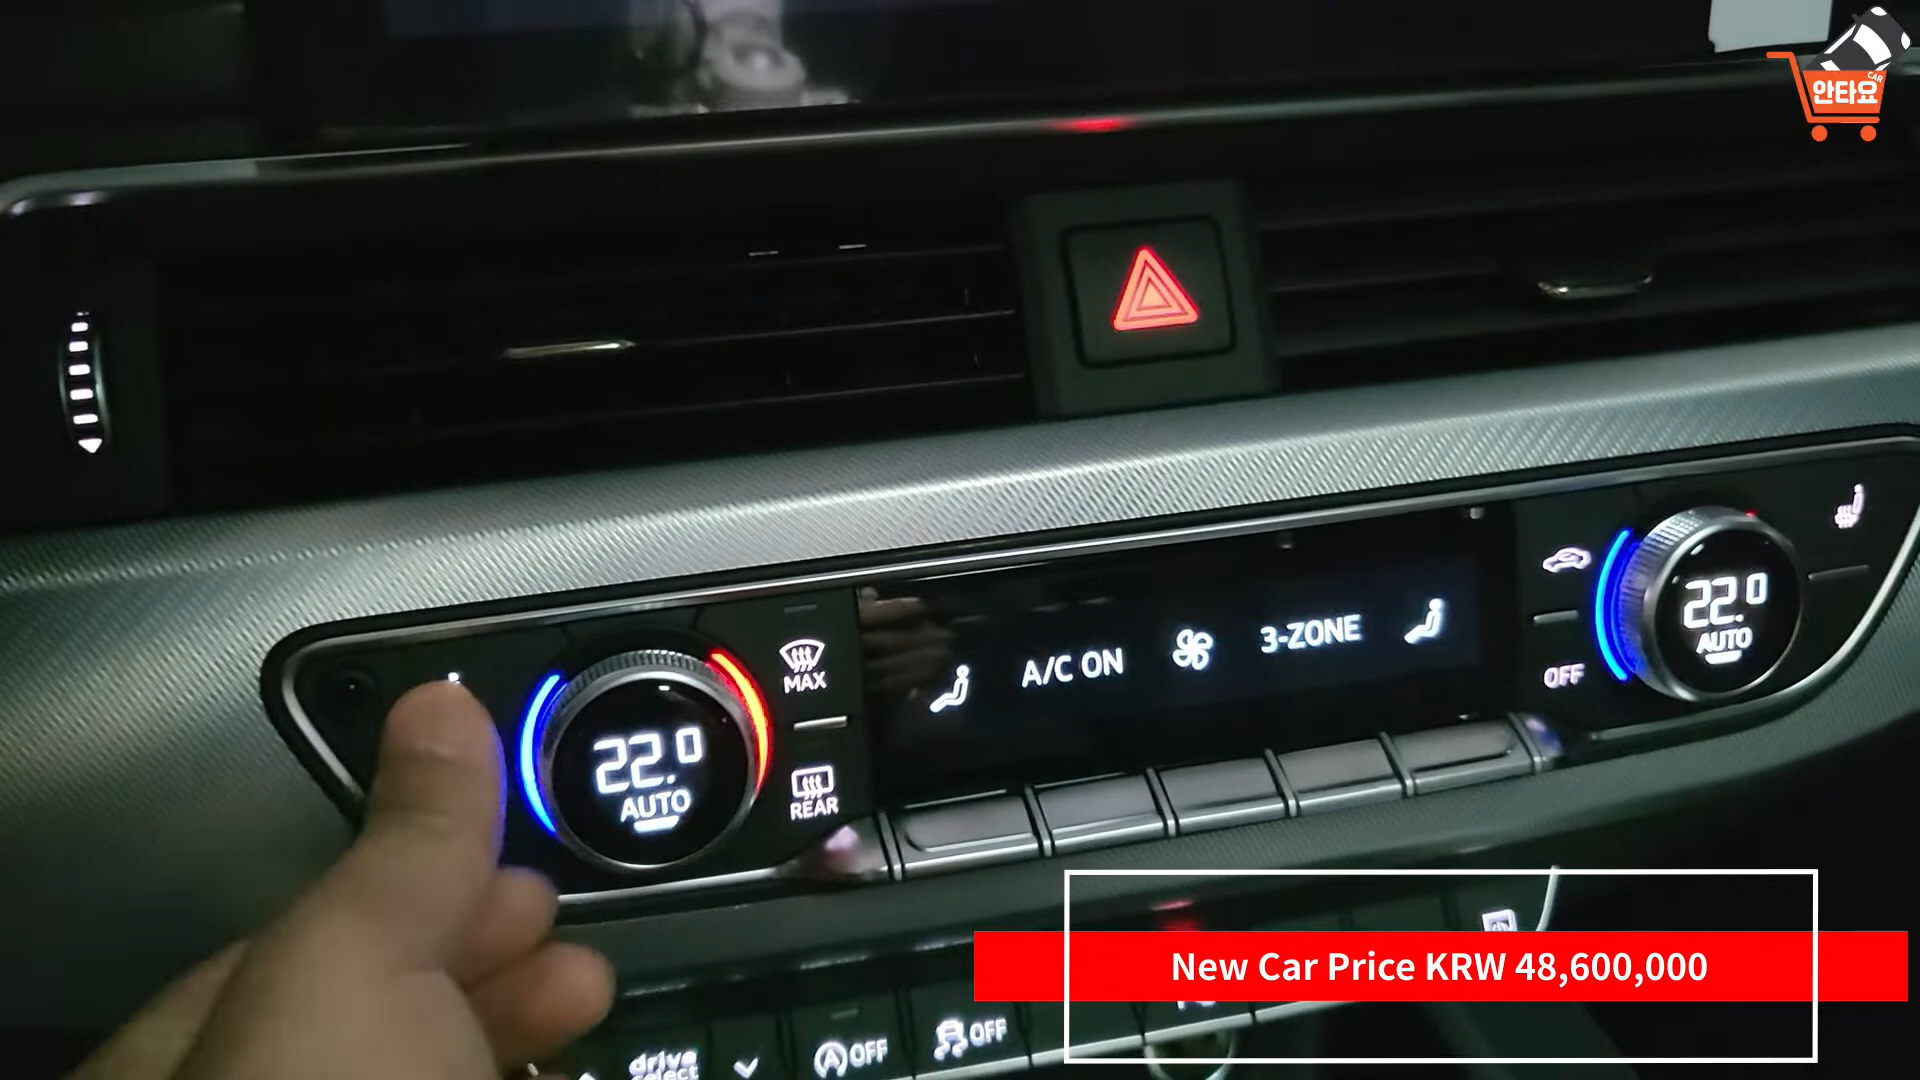 CAR
안타요
MAX
A/C ON
3-ZONE
22.0
AUTO
OFF
22.0
AUTO
REAR
New Car Price KRW 48,600,000
OFF
A OFF
drive
select